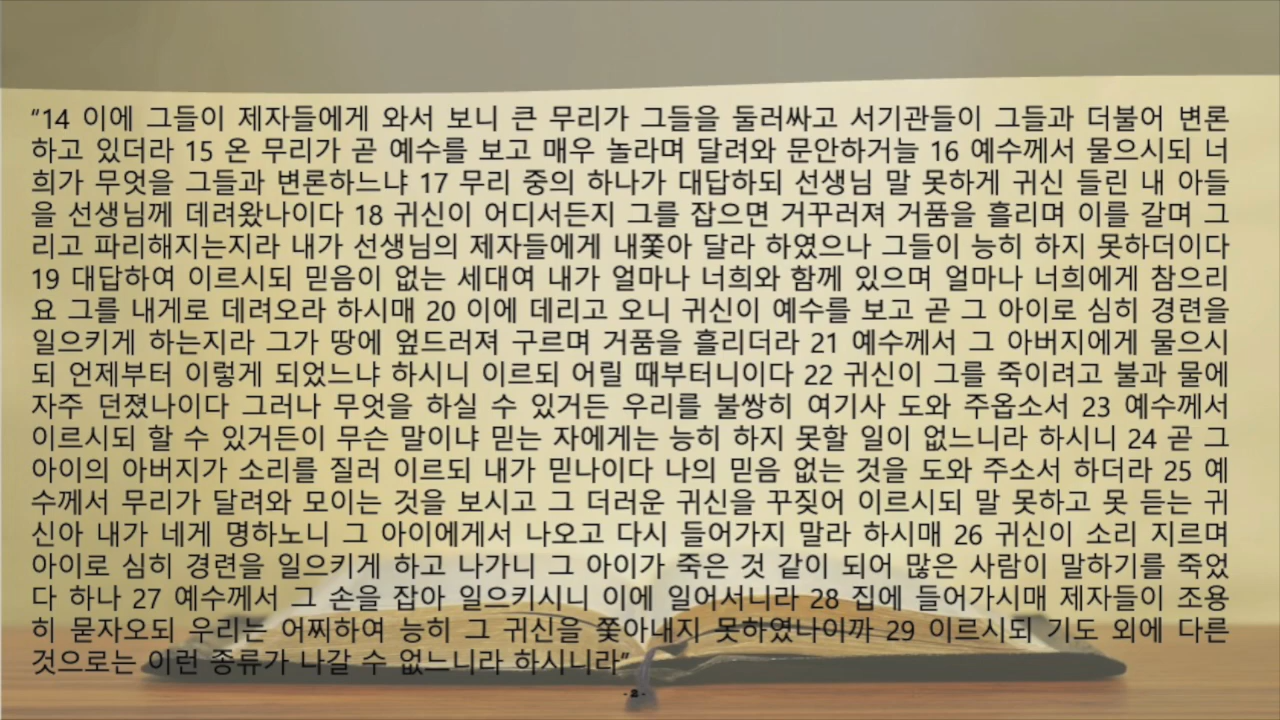 “14 이에 그들이 제자들에게 와서 보니 큰 무리가 그들을 둘러싸고 서기관들이 그들과 더불어 변론
하고 있더라 15 온 무리가 곧 예수를 보고 매우 놀라며 달려와 문안하거늘 16 예수께서 물으시되 너
희가 무엇을 그들과 변론하느냐 17 무리 중의 하나가 대답하되 선생님 말 못하게 귀신 들린 내 아들
을 선생님께 데려왔나이다 18 귀신이 어디서든지 그를 잡으면 거꾸러져 거품을 흘리며 이를 갈며 그
리고 파리해지는지라 내가 선생님의 제자들에게 내쫓아 달라 하였으나 그들이 능히 하지 못하더이다
19 대답하여 이르시되 믿음이 없는 세대여 내가 얼마나 너희와 함께 있으며 얼마나 너희에게 참으리
요 그를 내게로 데려오라 하시매 20 이에 데리고 오니 귀신이 예수를 보고 곧 그 아이로 심히 경련을
일으키게 하는지라 그가 땅에 엎드러져 구르며 거품을 흘리더라 21 예수께서 그 아버지에게 물으시
되 언제부터 이렇게 되었느냐 하시니 이르되 어릴 때부터니이다 22 귀신이 그를 죽이려고 불과 물에
자주 던졌나이다 그러나 무엇을 하실 수 있거든 우리를 불쌍히 여기사 도와 주옵소서 23 예수께서
이르시되 할 수 있거든이 무슨 말이냐 믿는 자에게는 능히 하지 못할 일이 없느니라 하시니 24 곧 그
아이의 아버지가 소리를 질러 이르되 내가 믿나이다 나의 믿음 없는 것을 도와 주소서 하더라 25 예
수께서 무리가 달려와 모이는 것을 보시고 그 더러운 귀신을 꾸짖어 이르시되 말 못하고 못 듣는 귀
신아 내가 네게 명하노니 그 아이에게서 나오고 다시 들어가지 말라 하시매 26 귀신이 소리 지르며
아이로 심히 경련을 일으키게 하고 나가니 그 아이가 죽은 것 같이 되어 많은 사람이 말하기를 죽었
다 하나 27 예수께서 그 손을 잡아 일으키시니 이에 일어서니라 28 집에 들어가시매 제자들이 조용
히 묻자오되 우리는 어찌하여 능히 그 귀신을 쫓아내지 못하였나이까 29 이르시되 기도 외에 다른
것으로는 이런 종류가 나갈 수 없느니라 하시니라”
- 2 -